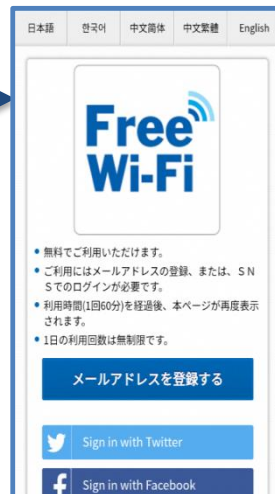 日本語 한국어 中文简体 中文繁體 English
Free
Wi-Fi
• 無料でご利用いただけます。
• ご利用にはメールアドレスの登録、または、ＳＮ
Ｓでのログインが必要です。
• 利用時間(1回60分)を経過後、本ページが再度表示
されます。
• 1日の利用回数は無制限です。
メールアドレスを登録する
Sign in with Twitter
Sign in with Facebook